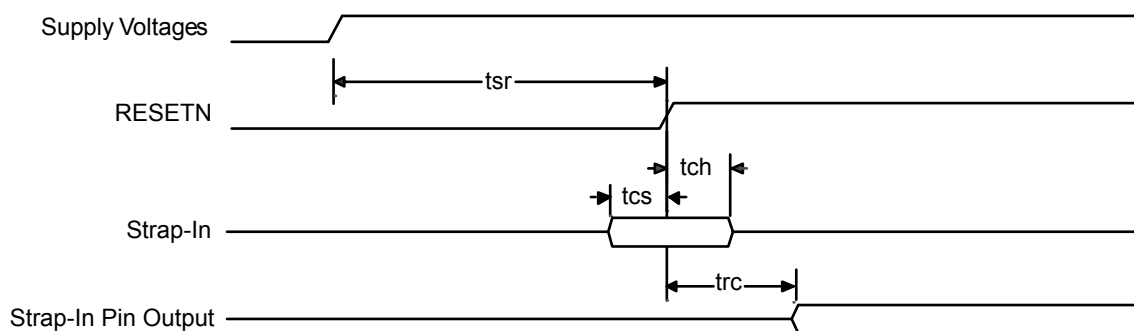 Supply Voltages
tsr
RESETN
tch
tcs
Strap-In
trc
Strap-In Pin Output